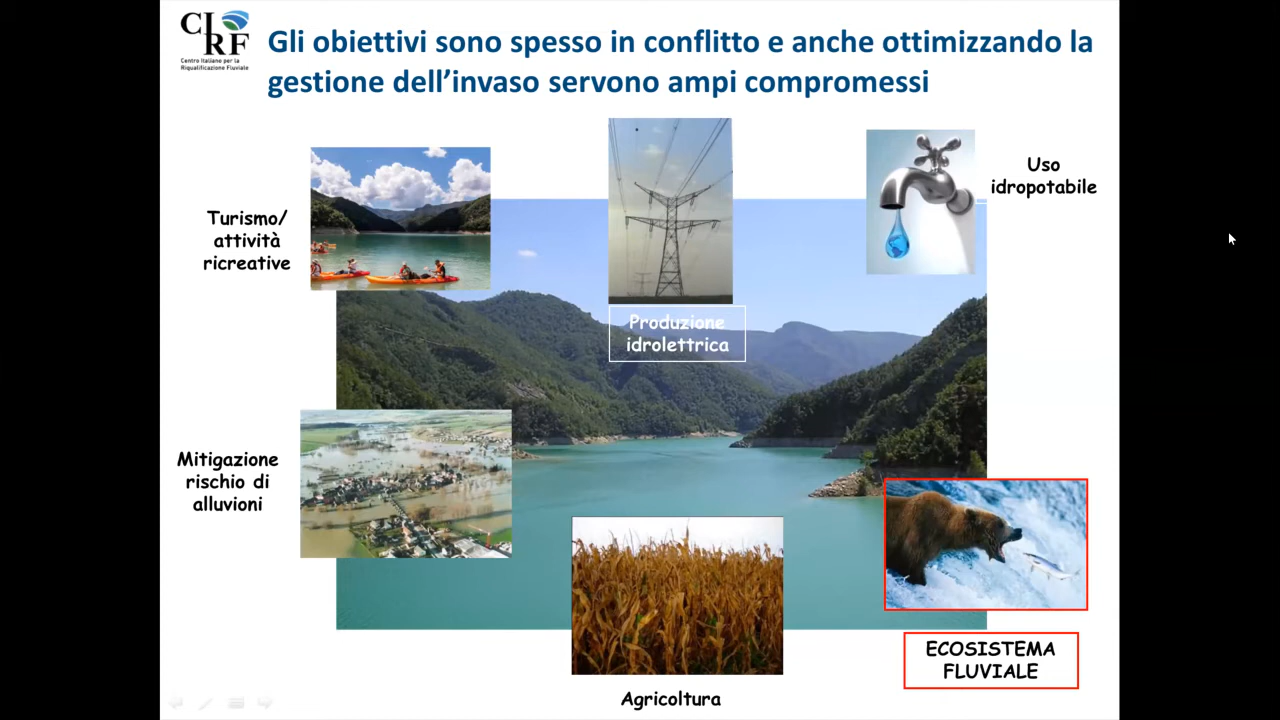 CIRF
Centro Italiano per la
Riqualificazione Fluviale
Gli obiettivi sono spesso in conflitto e anche ottimizzando la
gestione dell’invaso servono ampi compromessi
Turismo/
attività
ricreative
Produzione
idrolettrica
Uso
idropotabile
Mitigazione
rischio di
alluvioni
Agricoltura
ECOSISTEMA
FLUVIALE